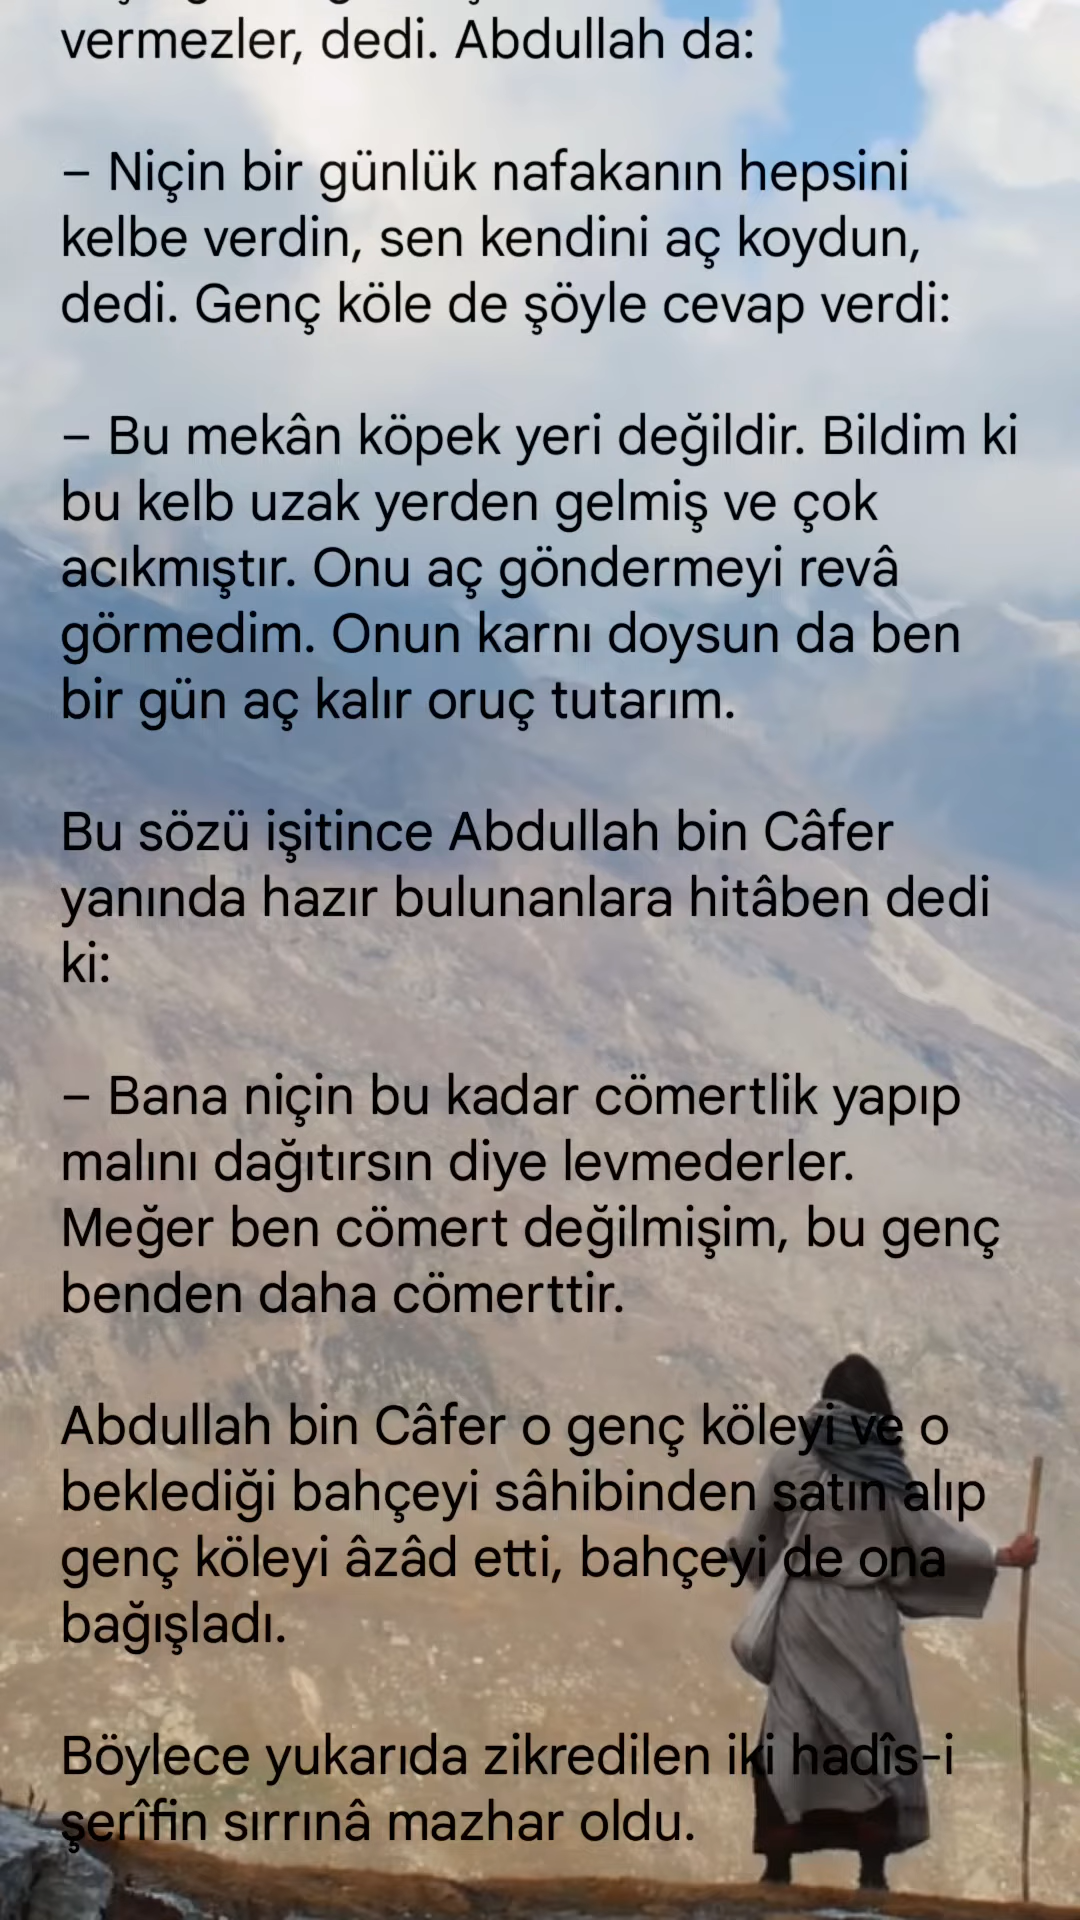 vermezler, dedi. Abdullah da:
– Niçin bir günlük nafakanın hepsini
kelbe verdin, sen kendini aç koydun,
dedi. Genç köle de şöyle cevap verdi:
– Bu mekân köpek yeri değildir. Bildim ki
bu kelb uzak yerden gelmiş ve çok
acıkmıştır. Onu aç göndermeyi revâ
görmedim. Onun karnı doysun da ben
bir gün aç kalır oruç tutarım.
Bu sözü işitince Abdullah bin Câfer
yanında hazır bulunanlara hitâben dedi
ki:
– Bana niçin bu kadar cömertlik yapıp
malını dağıtırsın diye levmederler.
Meğer ben cömert değilmişim, bu genç
benden daha cömerttir.
Abdullah bin Câfer o genç köleyi ve o
beklediği bahçeyi sâhibinden satın alıp
genç köleyi âzâd etti, bahçeyi de ona
bağışladı.
Böylece yukarıda zikredilen iki hadîs-i
şerîfin sırrınâ mazhar oldu.